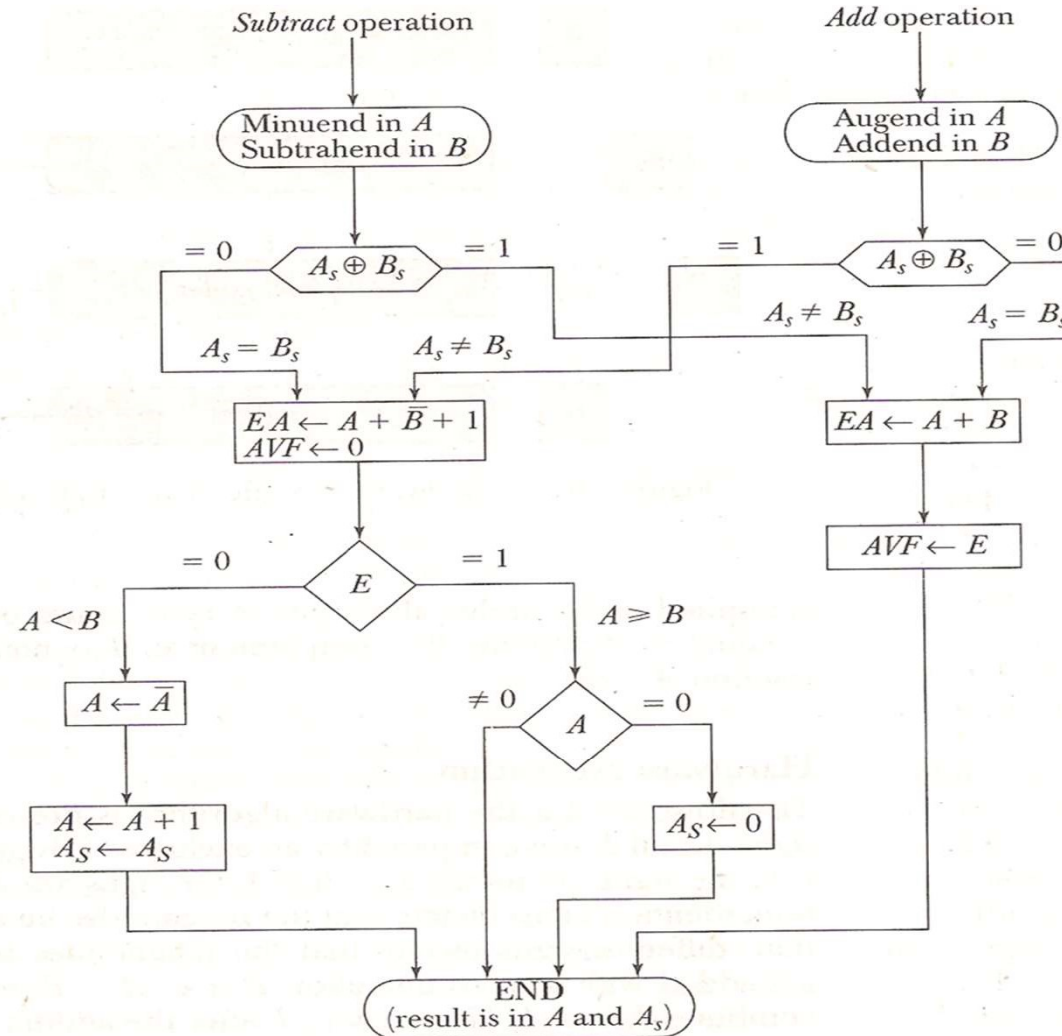 Subtract operation
Add operation
Minuend in A
Subtrahend in B
Augend in A
Addend in B
= 0
A_s ⊕ B_s
= 1
= 1
A_s ⊕ B_s
= 0
A_s = B_s
A_s ≠ B_s
A_s ≠ B_s
A_s = B_s
EA ← A + B̅ + 1
AVF ← 0
EA ← A + B
= 0
E
= 1
AVF ← E
A < B
A ⩾ B
A ← A̅
≠ 0
A
= 0
A ← A + 1
A_S ← A_S
A_S ← 0
END
(result is in A and A_s)